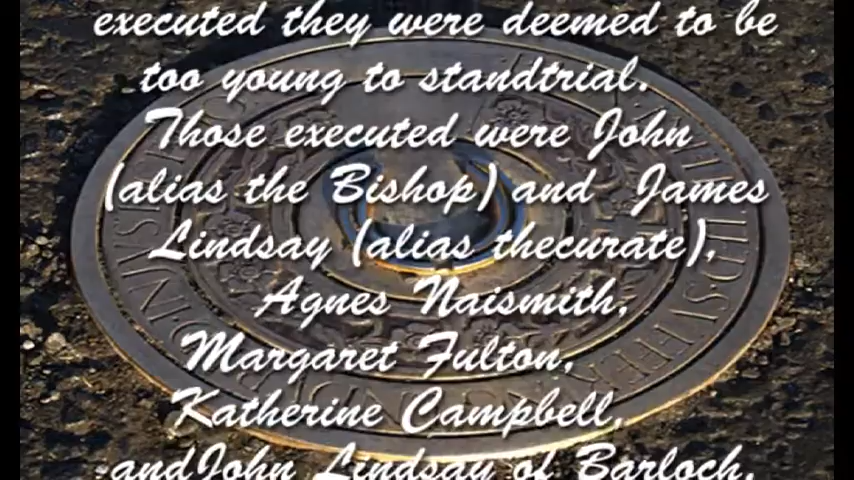 executed they were deemed to be
too young to standtrial.
Those executed were John
(alias the Bishop) and James
Lindsay (alias thecurate),
Agnes Naismith,
Margaret Fulton,
Katherine Campbell,
-andJohn Lindsay of Barloch.